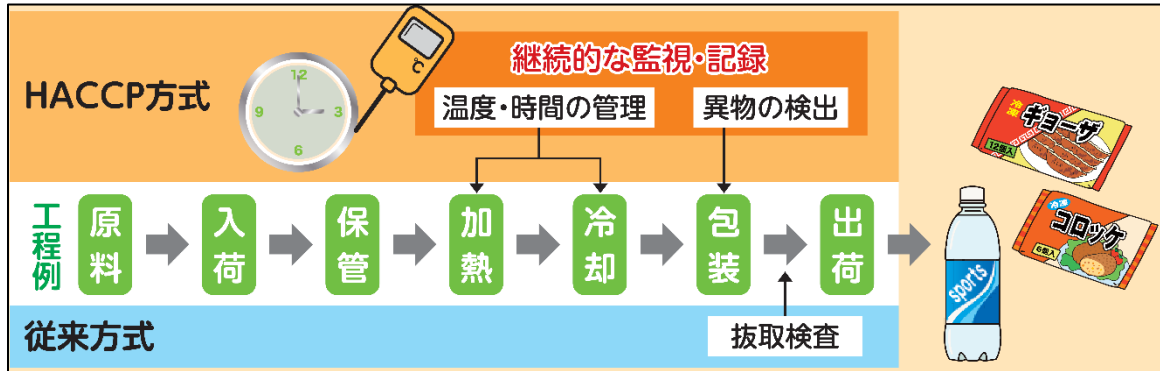 HACCP方式
12
3
6
9
℃
継続的な監視・記録
温度・時間の管理
異物の検出
工程例
原料
入荷
保管
加熱
冷却
包装
出荷
従来方式
抜取検査
冷凍
ギョーザ
12個入
冷凍
コロッケ
6個入
sports